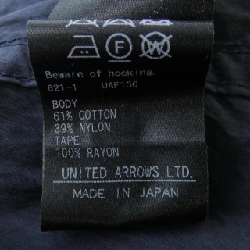 Beware of hooking.
621-1
BODY
61% COTTON
39% NYLON
TAPE
100% RAYON
UNITED ARROWS LTD.
MADE IN JAPAN